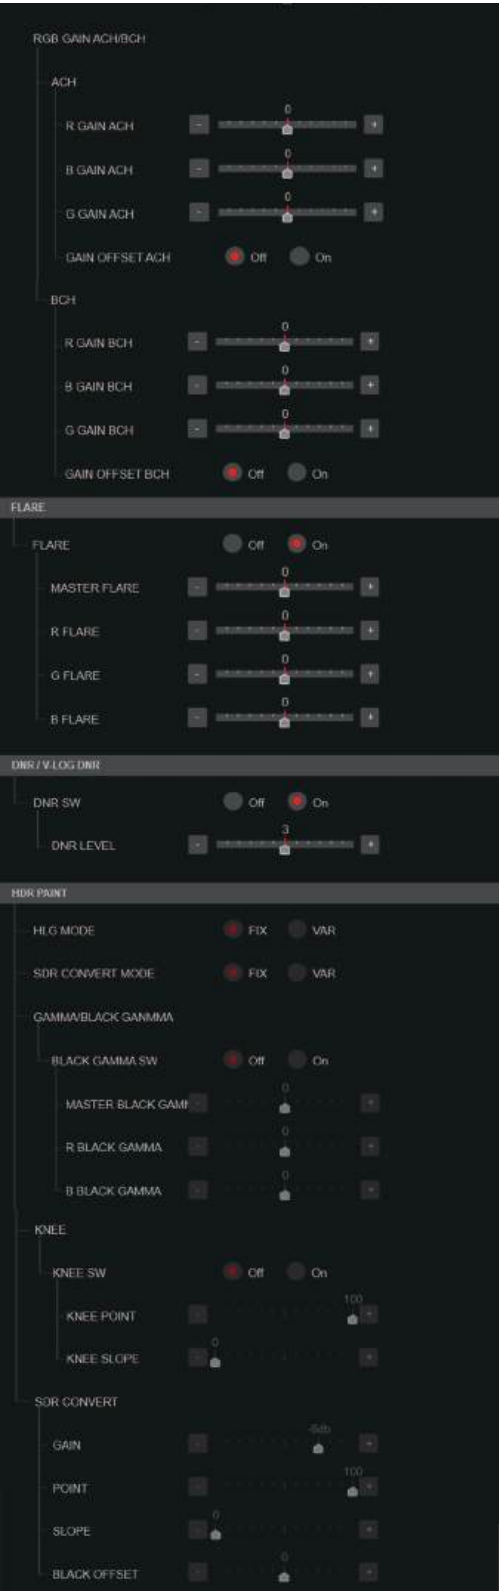 RGB GAIN ACH/BCH
ACH
0
R GAIN ACH - +
0
B GAIN ACH - +
0
G GAIN ACH - +
GAIN OFFSET ACH Off On
BCH
0
R GAIN BCH - +
0
B GAIN BCH - +
0
G GAIN BCH - +
GAIN OFFSET BCH Off On
FLARE
FLARE Off On
0
MASTER FLARE - +
0
R FLARE - +
0
G FLARE - +
0
B FLARE - +
DNR / V-LOG DNR
DNR SW Off On
3
DNR LEVEL - +
HDR PAINT
HLG MODE FIX VAR
SDR CONVERT MODE FIX VAR
GAMMA/BLACK GANMMA
BLACK GAMMA SW Off On
0
MASTER BLACK GAMM - +
0
R BLACK GAMMA - +
0
B BLACK GAMMA - +
KNEE
KNEE SW Off On
100
KNEE POINT - +
0
KNEE SLOPE - +
SDR CONVERT
-6db
GAIN - +
100
POINT - +
0
SLOPE - +
0
BLACK OFFSET - +